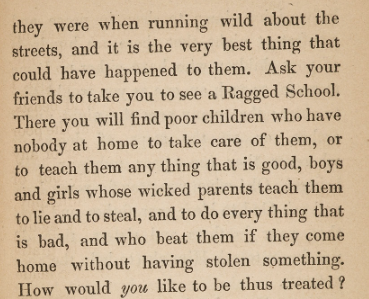 they were when running wild about the
streets, and it is the very best thing that
could have happened to them. Ask your
friends to take you to see a Ragged School.
There you will find poor children who have
nobody at home to take care of them, or
to teach them any thing that is good, boys
and girls whose wicked parents teach them
to lie and to steal, and to do every thing that
is bad, and who beat them if they come
home without having stolen something.
How would you like to be thus treated?